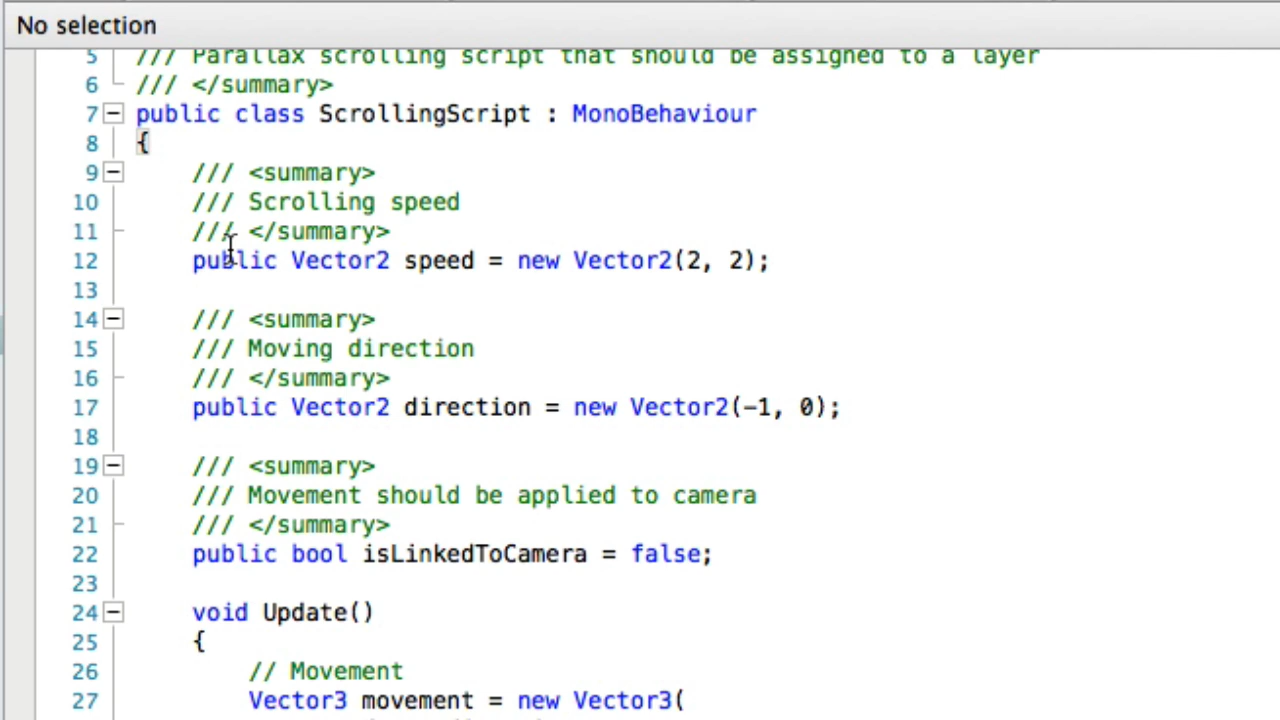 No selection
5 /// Parallax scrolling script that should be assigned to a layer
6 /// </summary>
7 public class ScrollingScript : MonoBehaviour
8 {
9 /// <summary>
10 /// Scrolling speed
11 /// </summary>
12 public Vector2 speed = new Vector2(2, 2);
13
14 /// <summary>
15 /// Moving direction
16 /// </summary>
17 public Vector2 direction = new Vector2(-1, 0);
18
19 /// <summary>
20 /// Movement should be applied to camera
21 /// </summary>
22 public bool isLinkedToCamera = false;
23
24 void Update()
25 {
26 // Movement
27 Vector3 movement = new Vector3(